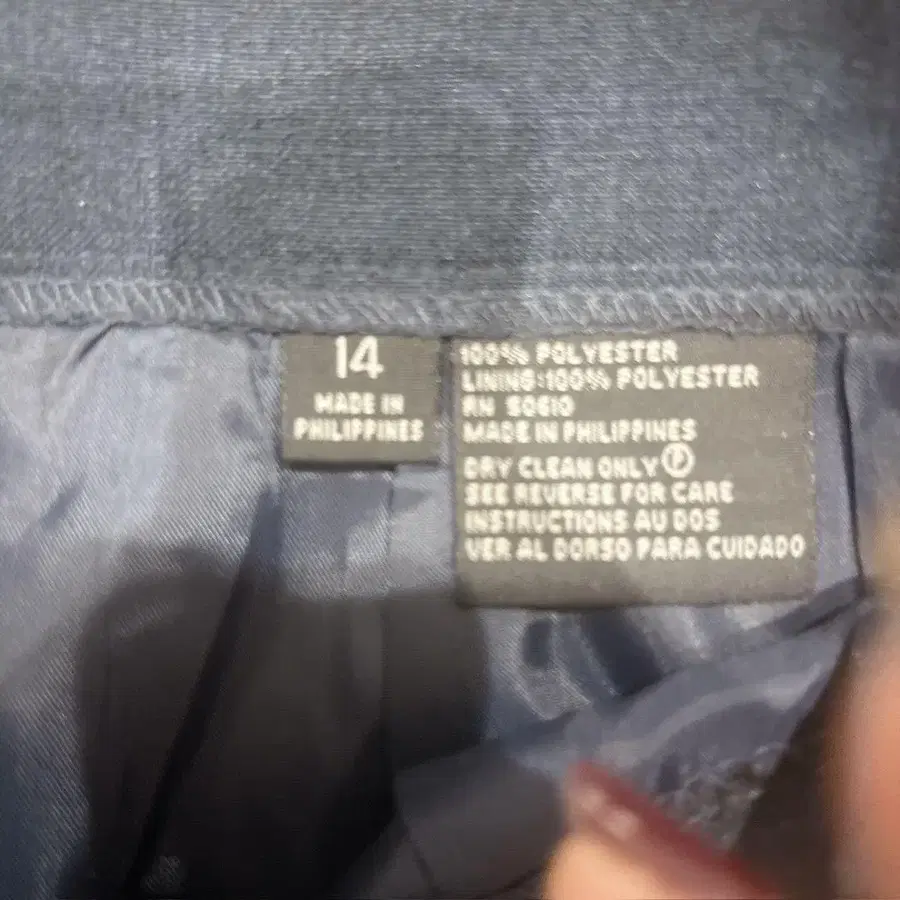 14
MADE IN
PHILIPPINES
100% POLYESTER
LINING:100% POLYESTER
RN 50610
MADE IN PHILIPPINES
DRY CLEAN ONLY Ⓟ
SEE REVERSE FOR CARE
INSTRUCTIONS AU DOS
VER AL DORSO PARA CUIDADO